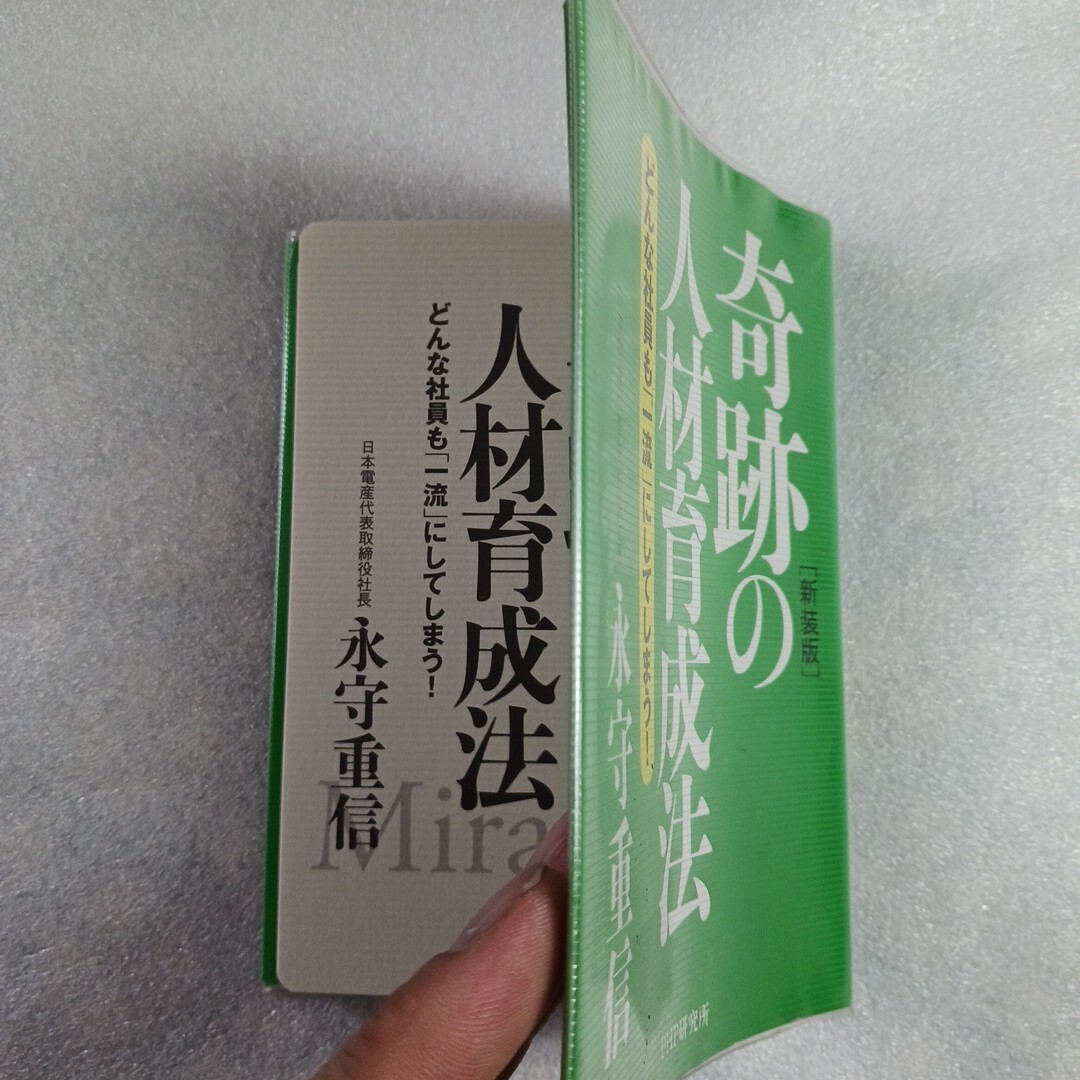 奇跡の
人材育成法
[新装版]
どんな社員も「一流」にしてしまう!
永守重信
PHP研究所
人材育成法
どんな社員も「一流」にしてしまう!
日本電産代表取締役社長
永守重信
Mira